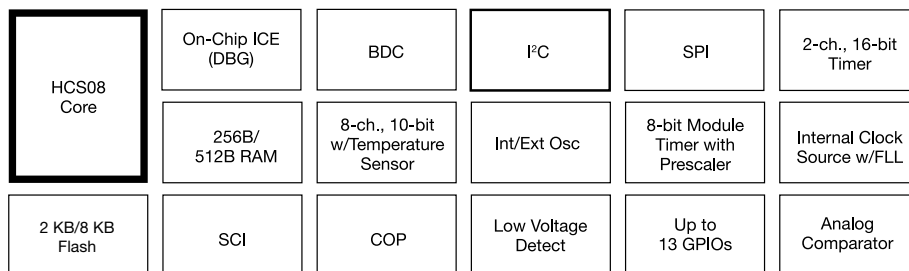 HCS08
Core
On-Chip ICE
(DBG)
BDC
I²C
SPI
2-ch., 16-bit
Timer
256B/
512B RAM
8-ch., 10-bit
w/Temperature
Sensor
Int/Ext Osc
8-bit Module
Timer with
Prescaler
Internal Clock
Source w/FLL
2 KB/8 KB
Flash
SCI
COP
Low Voltage
Detect
Up to
13 GPIOs
Analog
Comparator